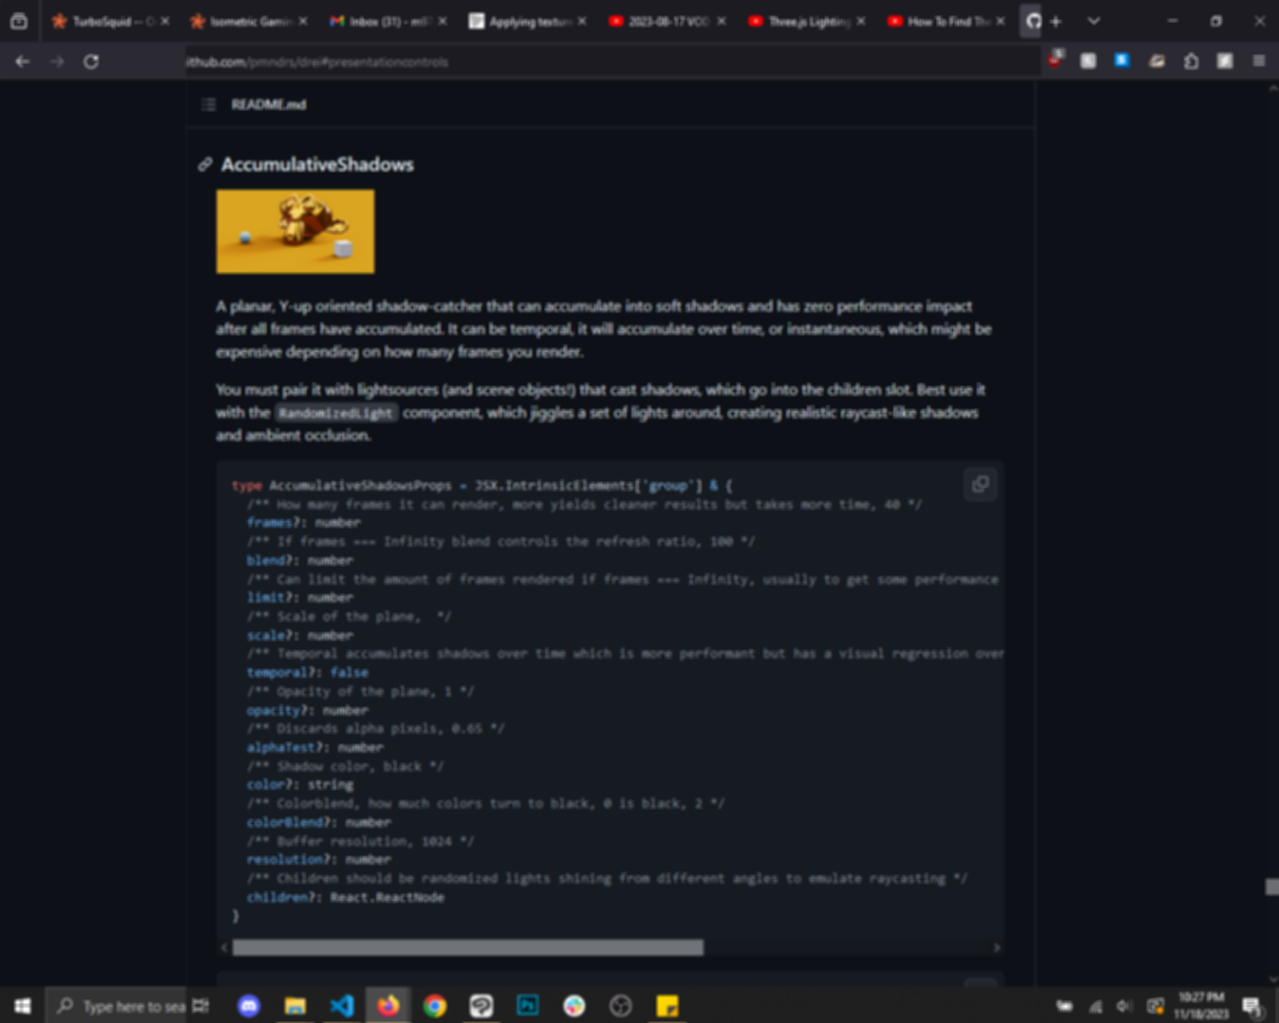 TurboSquid -- C
Isometric Gamin
Inbox (31) - m
Applying textur
2023-08-17 VOD
Three.js Lighting
How To Find The
ithub.com/pmndrs/drei#presentationcontrols
README.md
AccumulativeShadows
A planar, Y-up oriented shadow-catcher that can accumulate into soft shadows and has zero performance impact
after all frames have accumulated. It can be temporal, it will accumulate over time, or instantaneous, which might be
expensive depending on how many frames you render.
You must pair it with lightsources (and scene objects!) that cast shadows, which go into the children slot. Best use it
with the RandomizedLight component, which jiggles a set of lights around, creating realistic raycast-like shadows
and ambient occlusion.
type AccumulativeShadowsProps = JSX.IntrinsicElements['group'] & {
/** How many frames it can render, more yields cleaner results but takes more time, 40 */
frames?: number
/** If frames === Infinity blend controls the refresh ratio, 100 */
blend?: number
/** Can limit the amount of frames rendered if frames === Infinity, usually to get some performance
limit?: number
/** Scale of the plane,  */
scale?: number
/** Temporal accumulates shadows over time which is more performant but has a visual regression over
temporal?: false
/** Opacity of the plane, 1 */
opacity?: number
/** Discards alpha pixels, 0.65 */
alphaTest?: number
/** Shadow color, black */
color?: string
/** Colorblend, how much colors turn to black, 0 is black, 2 */
colorBlend?: number
/** Buffer resolution, 1024 */
resolution?: number
/** Children should be randomized lights shining from different angles to emulate raycasting */
children?: React.ReactNode
}
Type here to sea
Ps
10:27 PM
11/18/2023